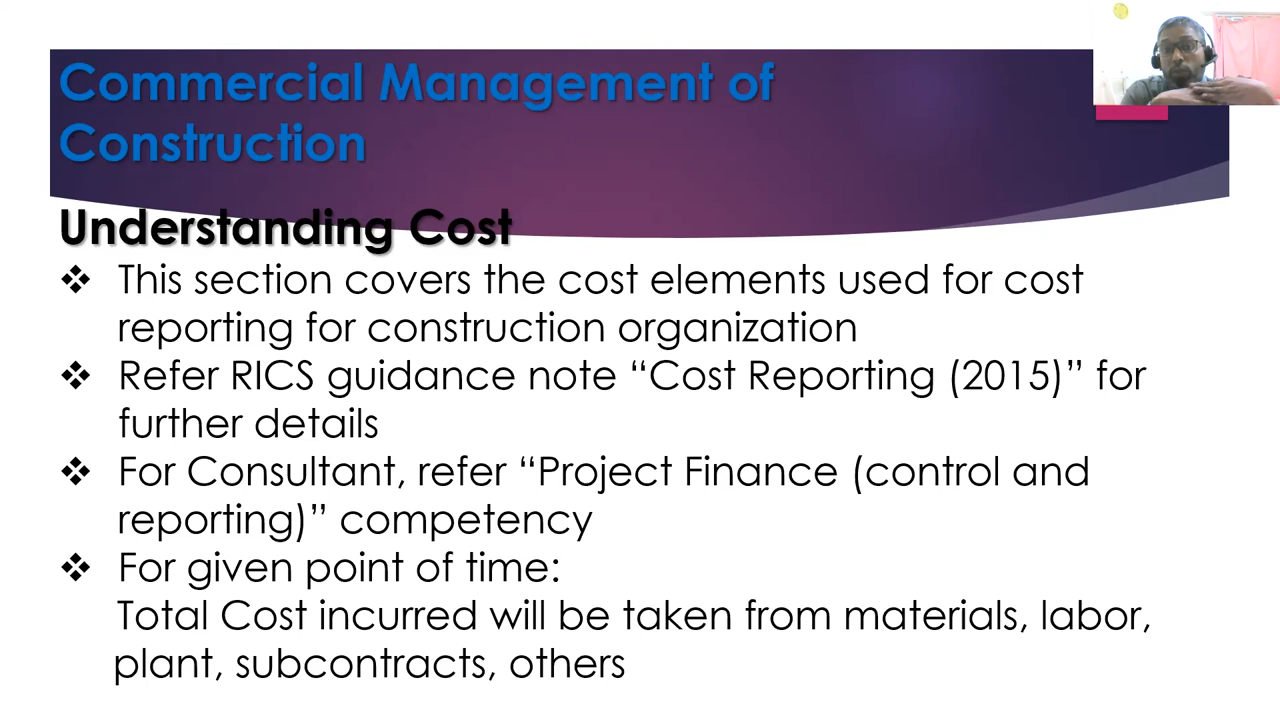 Commercial Management of
Construction
Understanding Cost
❖ This section covers the cost elements used for cost
reporting for construction organization
❖ Refer RICS guidance note “Cost Reporting (2015)” for
further details
❖ For Consultant, refer “Project Finance (control and
reporting)” competency
❖ For given point of time:
Total Cost incurred will be taken from materials, labor,
plant, subcontracts, others